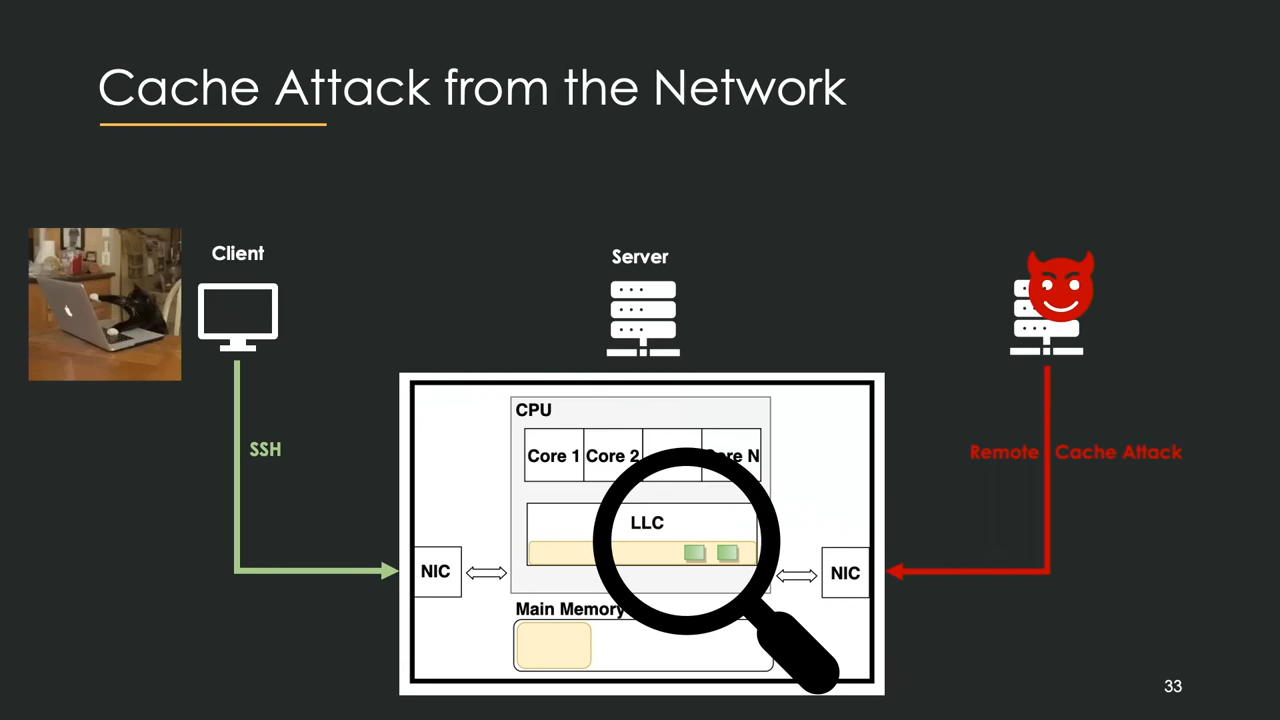 Cache Attack from the Network
Client
Server
SSH
Remote Cache Attack
CPU
Core 1
Core 2
Core N
LLC
NIC
NIC
Main Memory
33